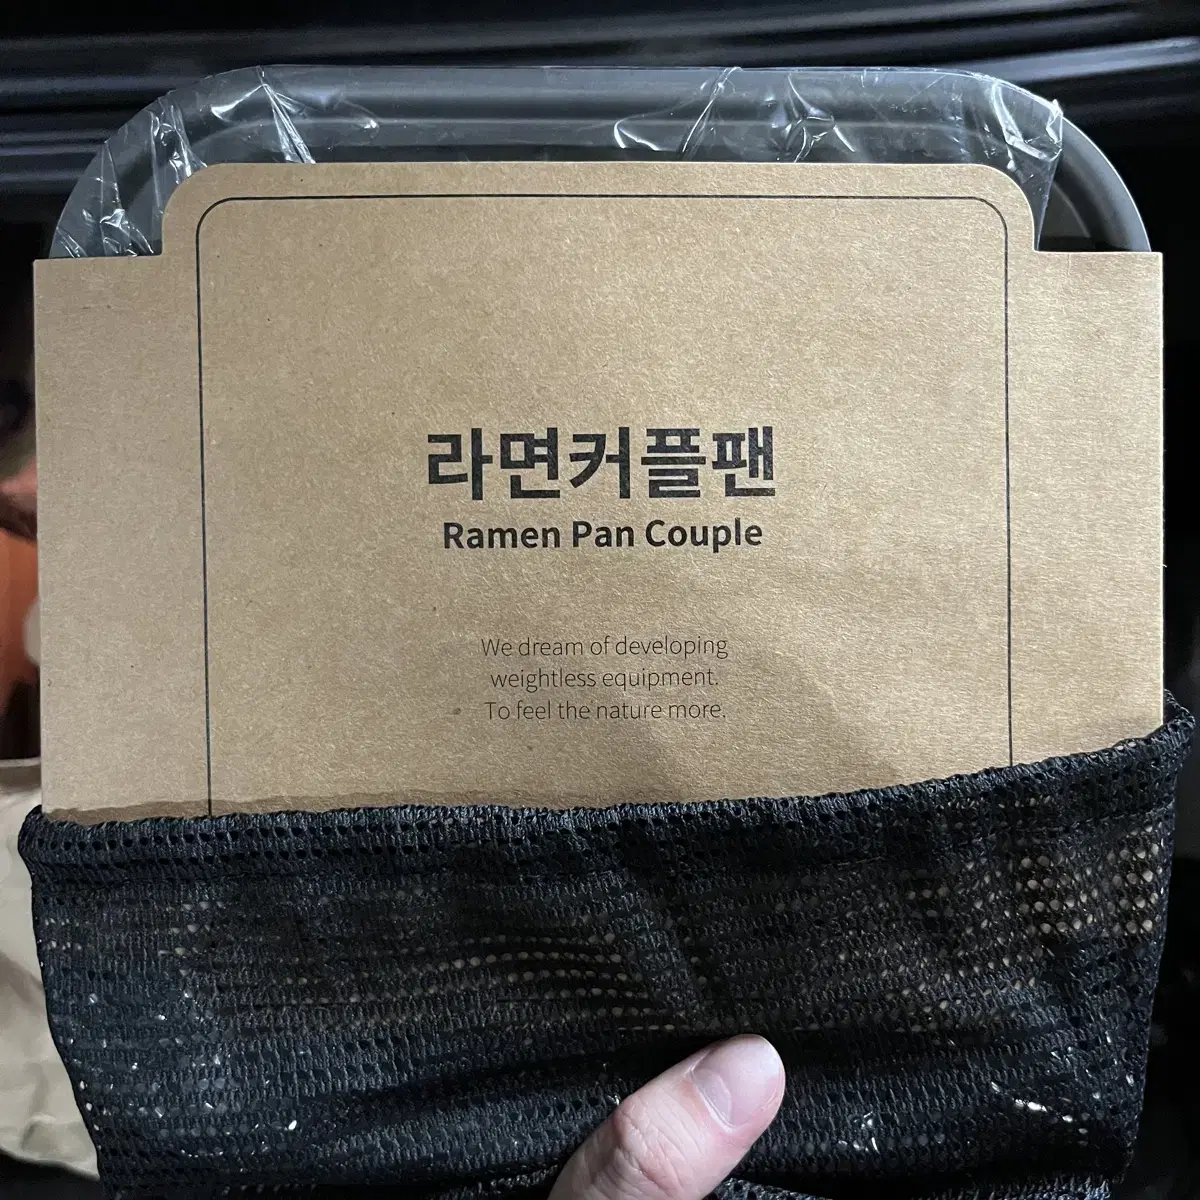 라면커플팬
Ramen Pan Couple
We dream of developing
weightless equipment.
To feel the nature more.